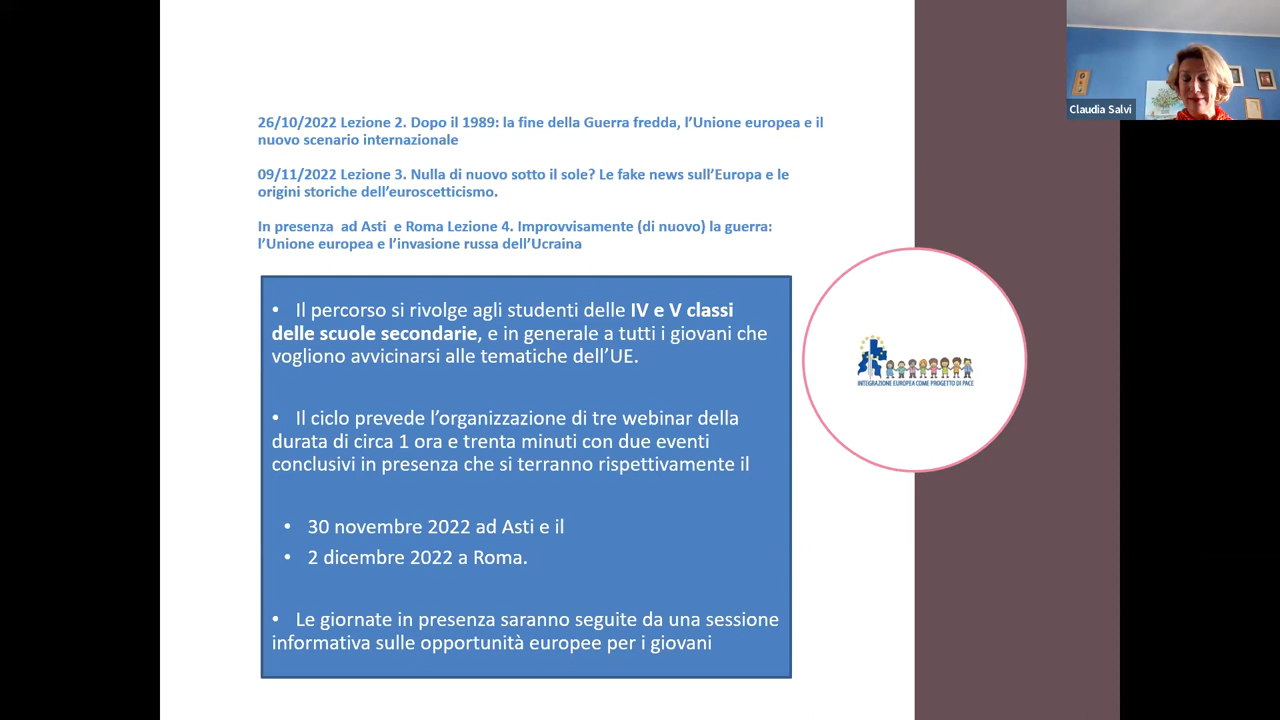 26/10/2022 Lezione 2. Dopo il 1989: la fine della Guerra fredda, l'Unione europea e il
nuovo scenario internazionale
09/11/2022 Lezione 3. Nulla di nuovo sotto il sole? Le fake news sull'Europa e le
origini storiche dell'euroscetticismo.
In presenza  ad Asti  e Roma Lezione 4. Improvvisamente (di nuovo) la guerra:
l'Unione europea e l'invasione russa dell'Ucraina
• Il percorso si rivolge agli studenti delle IV e V classi
delle scuole secondarie, e in generale a tutti i giovani che
vogliono avvicinarsi alle tematiche dell'UE.
• Il ciclo prevede l'organizzazione di tre webinar della
durata di circa 1 ora e trenta minuti con due eventi
conclusivi in presenza che si terranno rispettivamente il
• 30 novembre 2022 ad Asti e il
• 2 dicembre 2022 a Roma.
• Le giornate in presenza saranno seguite da una sessione
informativa sulle opportunità europee per i giovani
INTEGRAZIONE EUROPEA COME PROGETTO DI PACE
Claudia Salvi